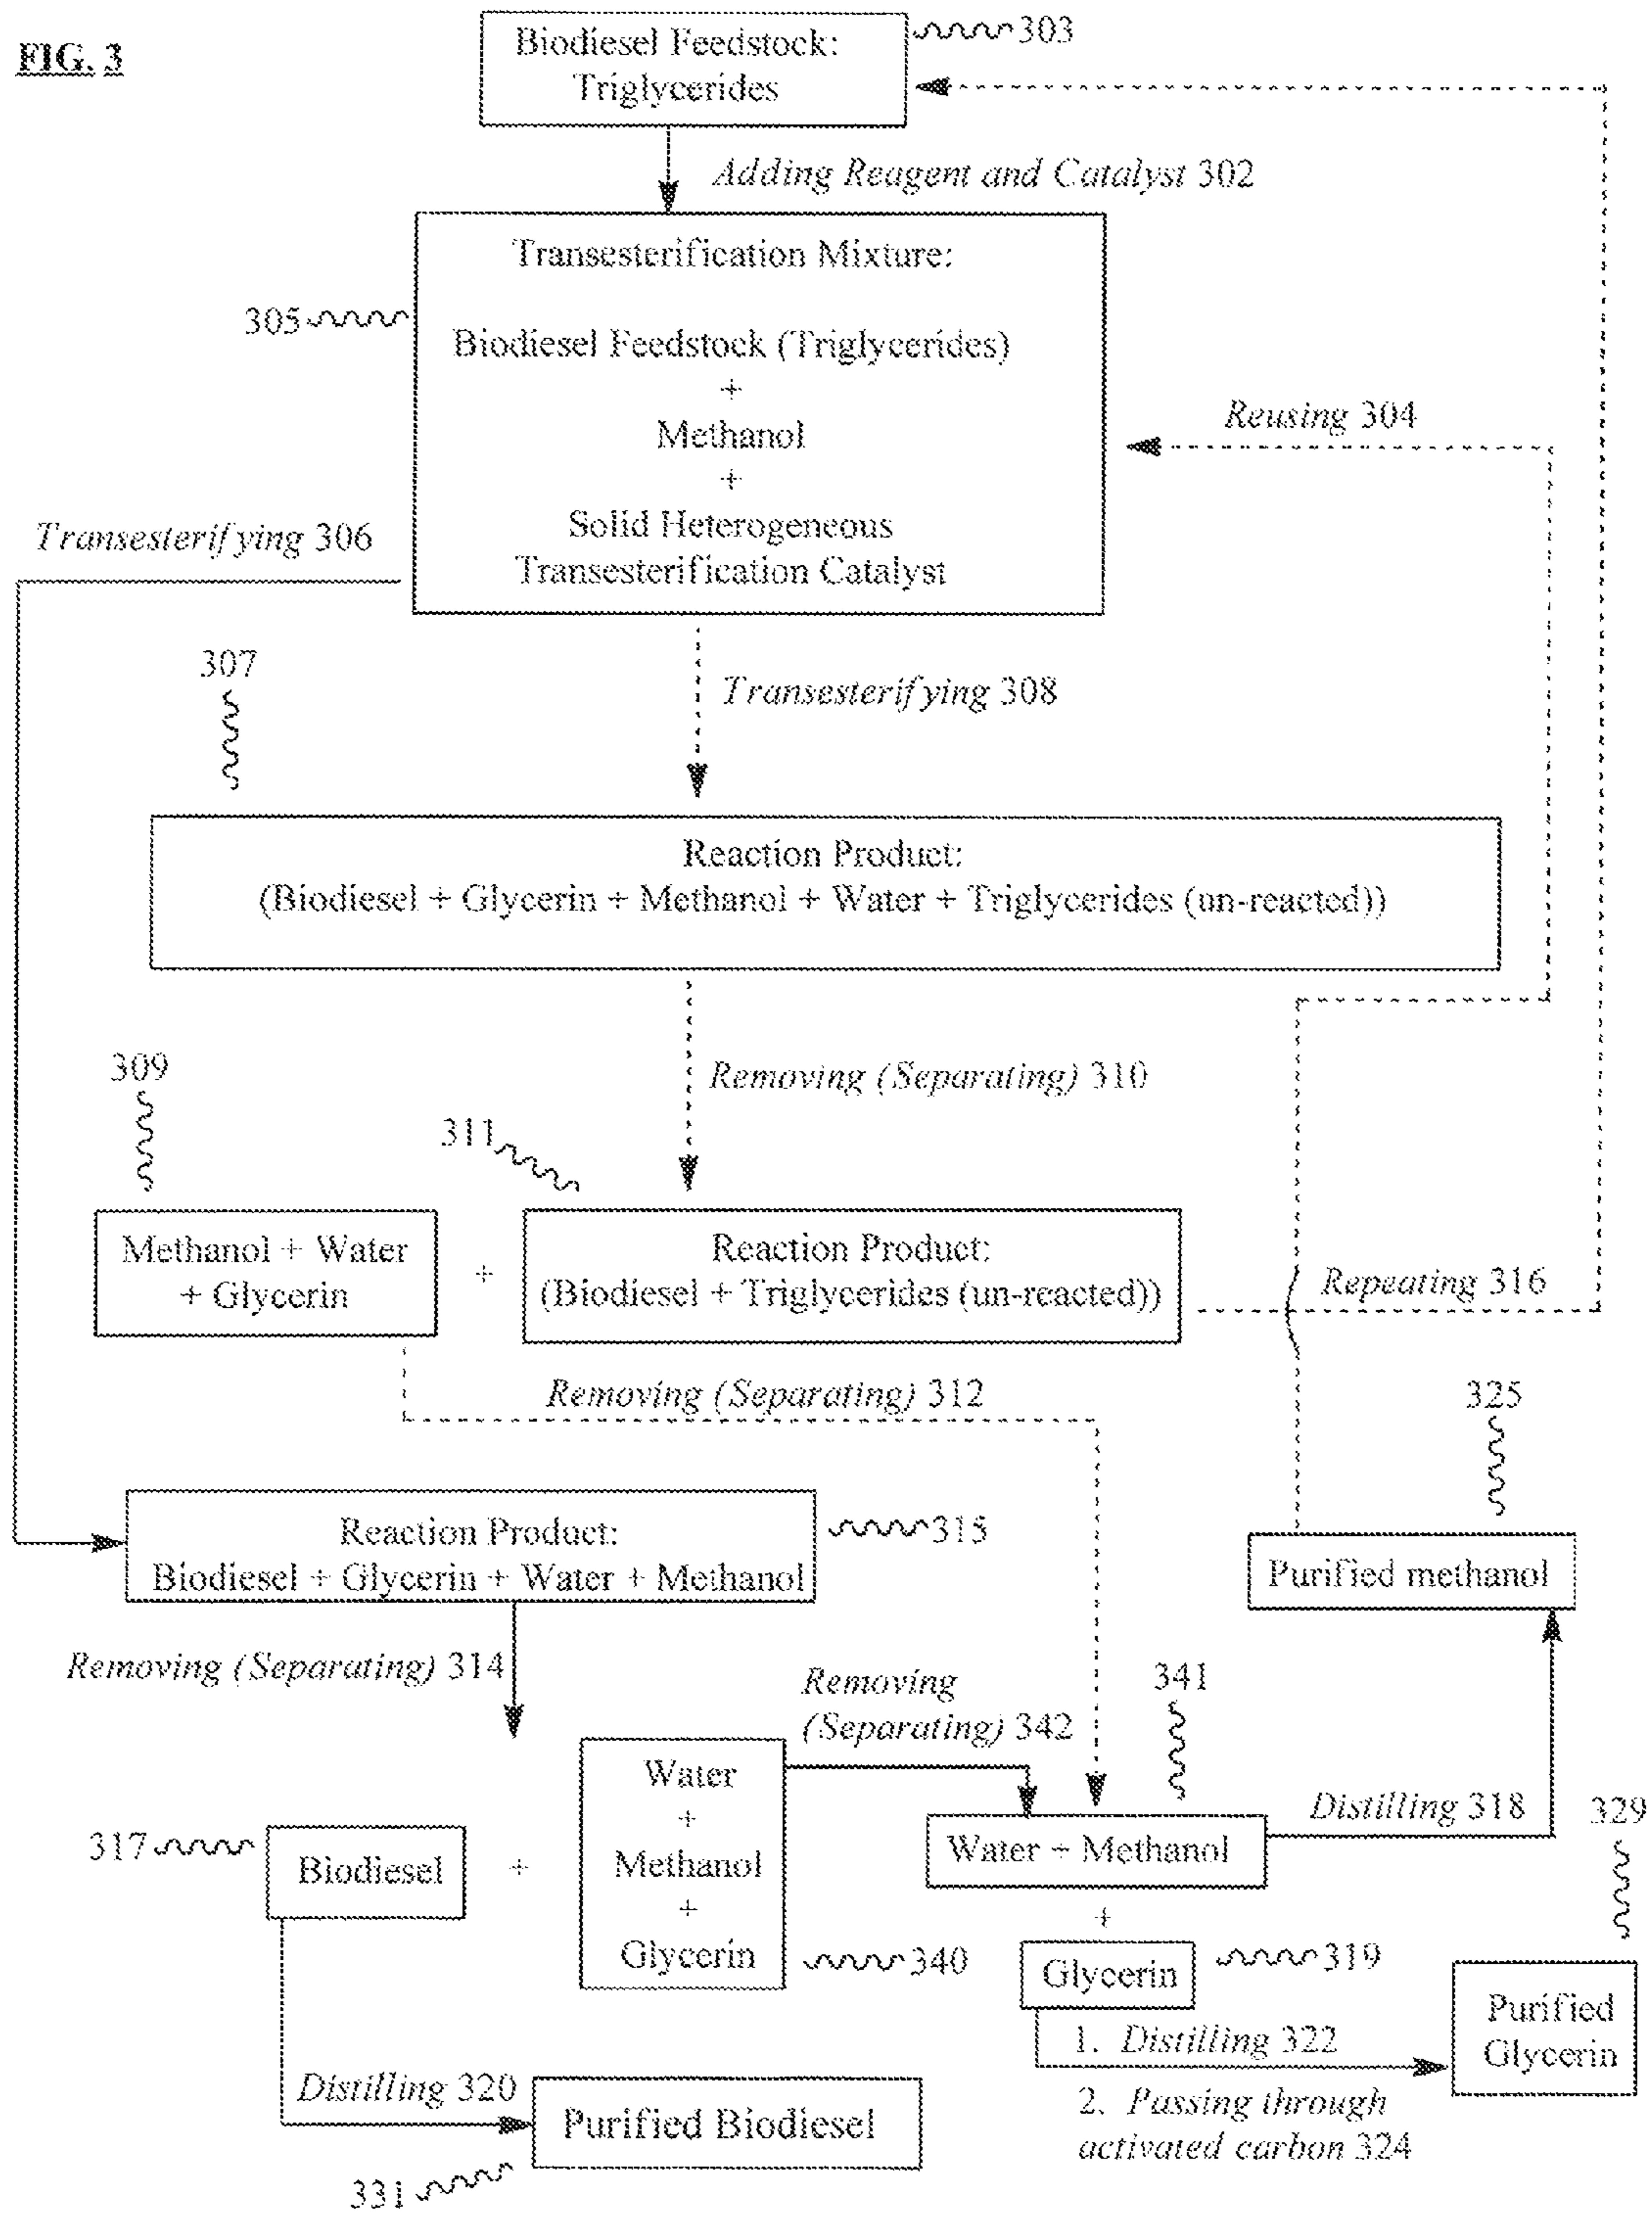 FIG. 3
Biodiesel Feedstock:
Triglycerides
303
Adding Reagent and Catalyst 302
Transesterification Mixture:
305
Biodiesel Feedstock (Triglycerides)
+
Methanol
+
Solid Heterogeneous
Transesterification Catalyst
Reusing 304
Transesterifying 306
307
Transesterifying 308
Reaction Product:
(Biodiesel + Glycerin + Methanol + Water + Triglycerides (un-reacted))
309
Removing (Separating) 310
311
Methanol + Water
+ Glycerin
+
Reaction Product:
(Biodiesel + Triglycerides (un-reacted))
Repeating 316
Removing (Separating) 312
325
Reaction Product:
Biodiesel + Glycerin + Water + Methanol
315
Purified methanol
Removing (Separating) 314
Removing
(Separating) 342
341
Water
+
Methanol
+
Glycerin
340
317
Biodiesel
+
Water + Methanol
Distilling 318
329
+
Glycerin
319
1. Distilling 322
2. Passing through
activated carbon 324
Purified
Glycerin
Distilling 320
Purified Biodiesel
331